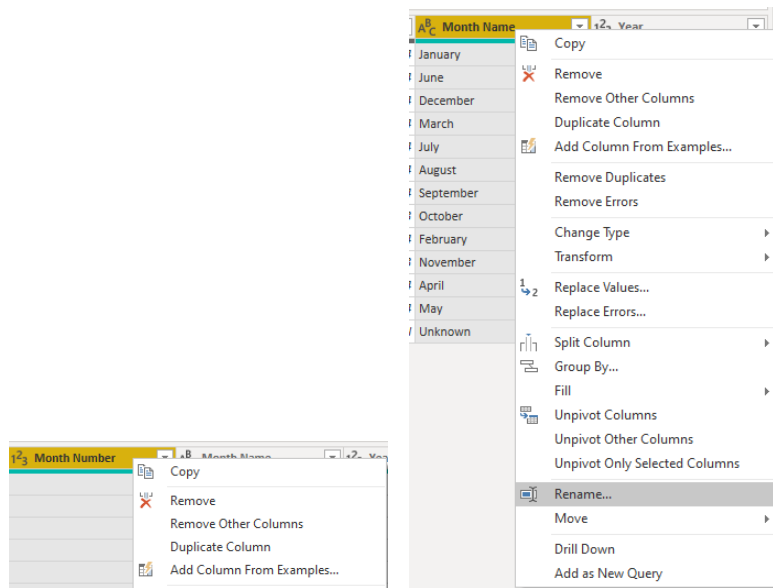 Month Number
Copy
Remove
Remove Other Columns
Duplicate Column
Add Column From Examples...
Month Name
Year
January
June
December
March
July
August
September
October
February
November
April
May
Unknown
Copy
Remove
Remove Other Columns
Duplicate Column
Add Column From Examples...
Remove Duplicates
Remove Errors
Change Type
Transform
Replace Values...
Replace Errors...
Split Column
Group By...
Fill
Unpivot Columns
Unpivot Other Columns
Unpivot Only Selected Columns
Rename...
Move
Drill Down
Add as New Query